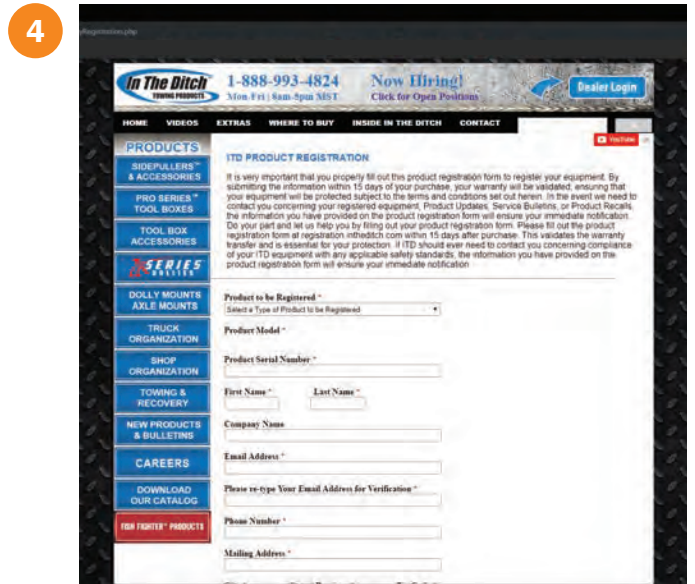 4
In The Ditch
TOWING PRODUCTS
1-888-993-4824
Mon-Fri | 8am-5pm MST
Now Hiring!
Click for Open Positions
Dealer Login
HOME VIDEOS EXTRAS WHERE TO BUY INSIDE IN THE DITCH CONTACT
YouTube
PRODUCTS
SIDEPULLERS™
& ACCESSORIES
PRO SERIES™
TOOL BOXES
TOOL BOX
ACCESSORIES
SERIES
DOLLIES
DOLLY MOUNTS
AXLE MOUNTS
TRUCK
ORGANIZATION
SHOP
ORGANIZATION
TOWING &
RECOVERY
NEW PRODUCTS
& BULLETINS
CAREERS
DOWNLOAD
OUR CATALOG
FISH FIGHTER™ PRODUCTS
ITD PRODUCT REGISTRATION
It is very important that you properly fill out this product registration form to register your equipment. By
submitting the information within 15 days of your purchase, your warranty will be validated, ensuring that
your equipment will be protected subject to the terms and conditions set out herein. In the event we need to
contact you concerning your registered equipment, Product Updates, Service Bulletins, or Product Recalls,
the information you have provided on the product registration form will ensure your immediate notification.
Do your part and let us help you by filling out your product registration form. Please fill out the product
registration form at registration.intheditch.com within 15 days after purchase. This validates the warranty
transfer and is essential for your protection. If ITD should ever need to contact you concerning compliance
of your ITD equipment with any applicable safety standards, the information you have provided on the
product registration form will ensure your immediate notification
Product to be Registered *
Select a Type of Product to be Registered
Product Model *
Product Serial Number *
First Name * Last Name *
Company Name
Email Address *
Please re-type Your Email Address for Verification *
Phone Number *
Mailing Address *